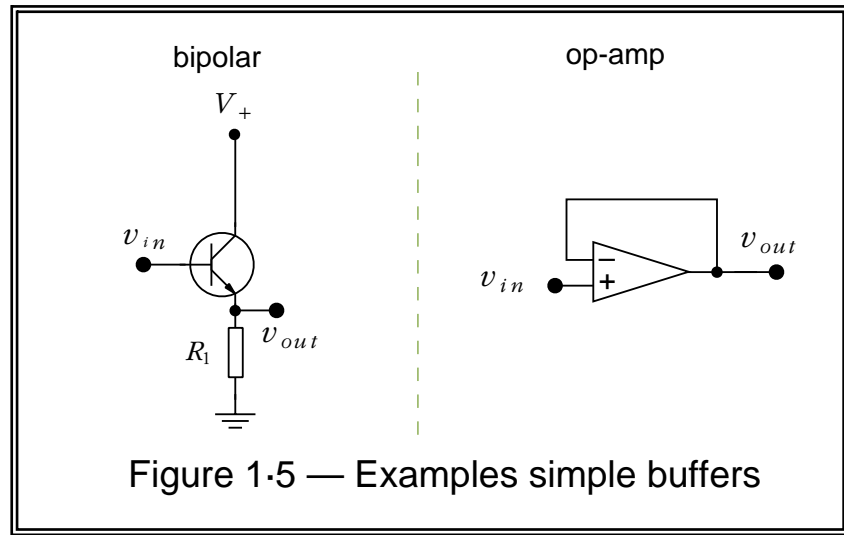 bipolar
op-amp
V+
vin
vout
R1
vin
−
+
vout
Figure 1·5 — Examples simple buffers